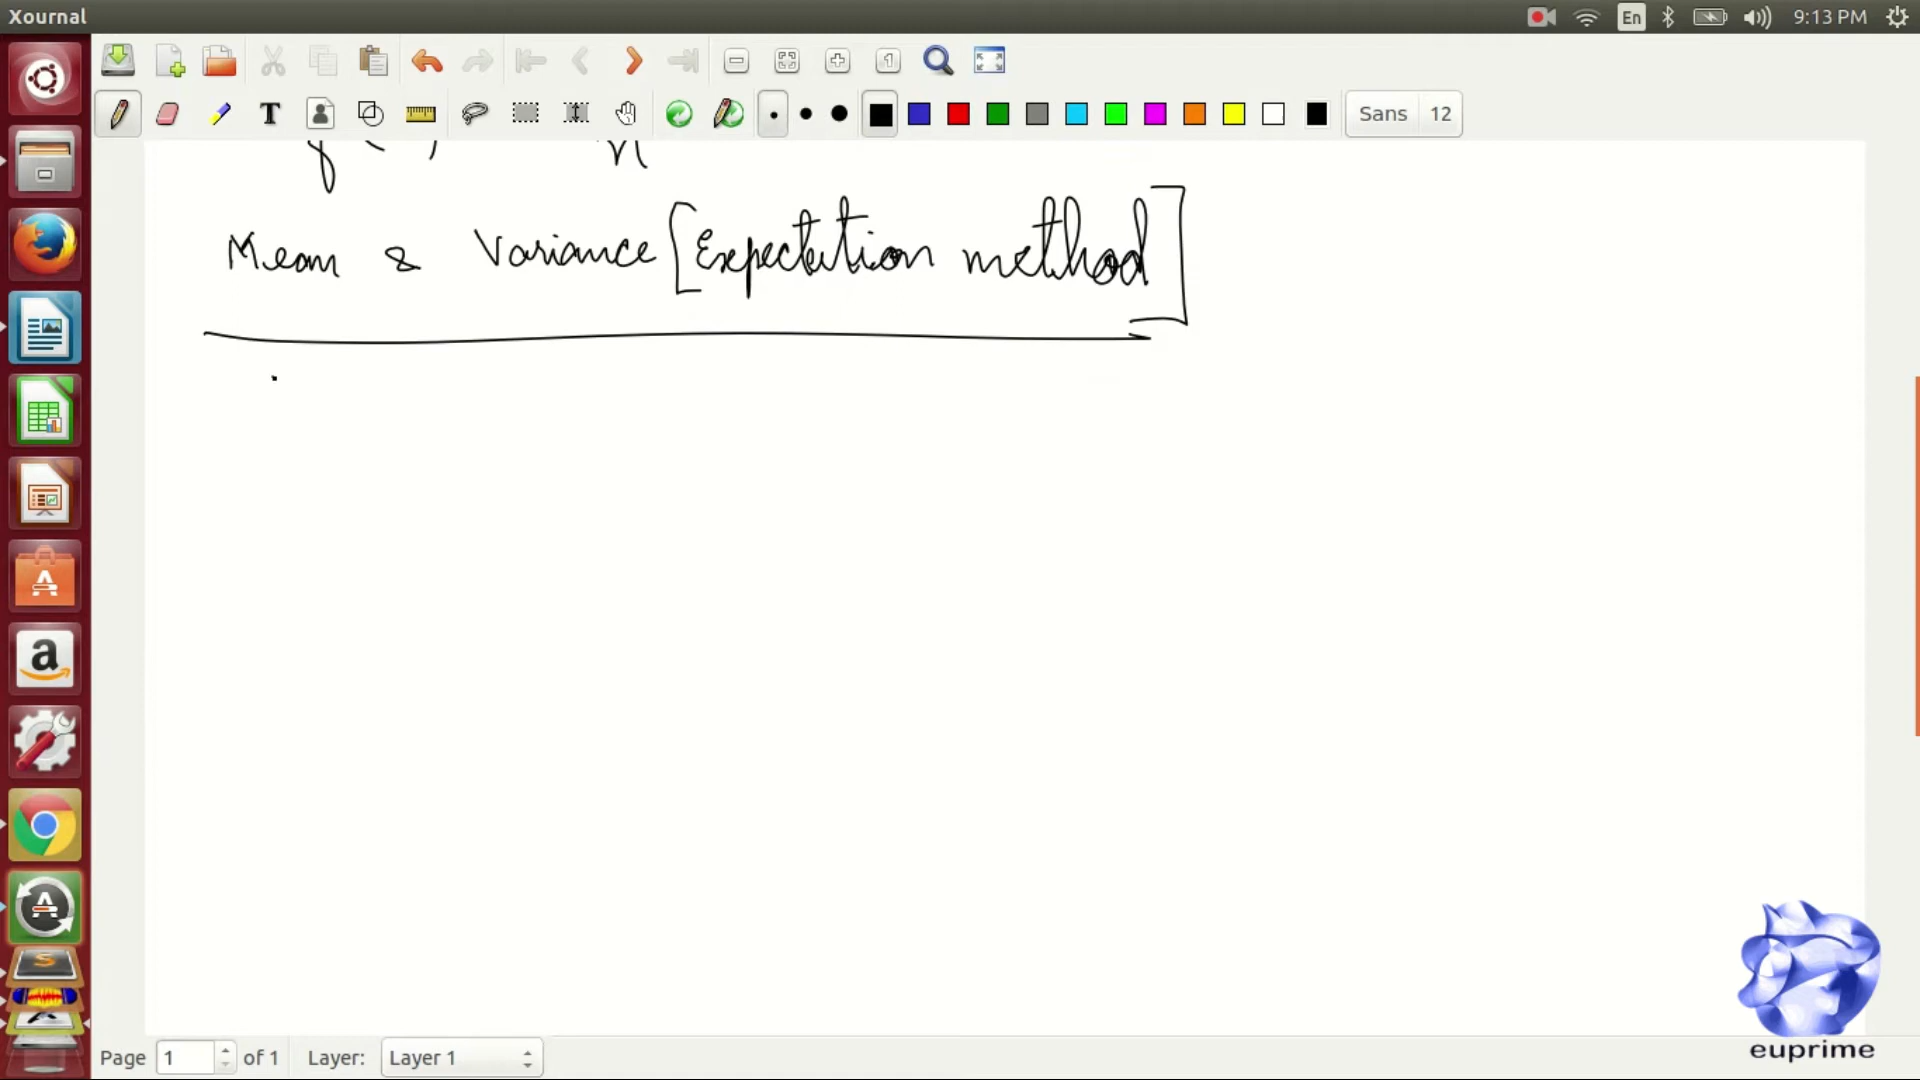 Xournal
En
9:13 PM
Sans 12
Mean & Variance [Expectation method]
Page 1 of 1 Layer: Layer 1
euprime